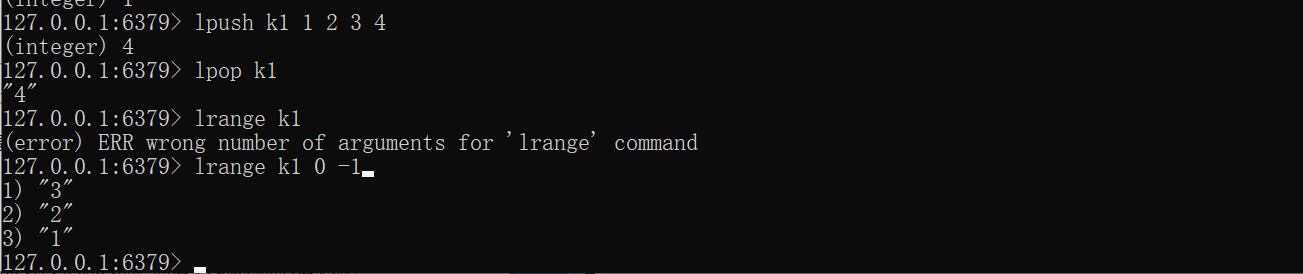 (integer) 1
127.0.0.1:6379> lpush k1 1 2 3 4
(integer) 4
127.0.0.1:6379> lpop k1
"4"
127.0.0.1:6379> lrange k1
(error) ERR wrong number of arguments for 'lrange' command
127.0.0.1:6379> lrange k1 0 -1
1) "3"
2) "2"
3) "1"
127.0.0.1:6379>